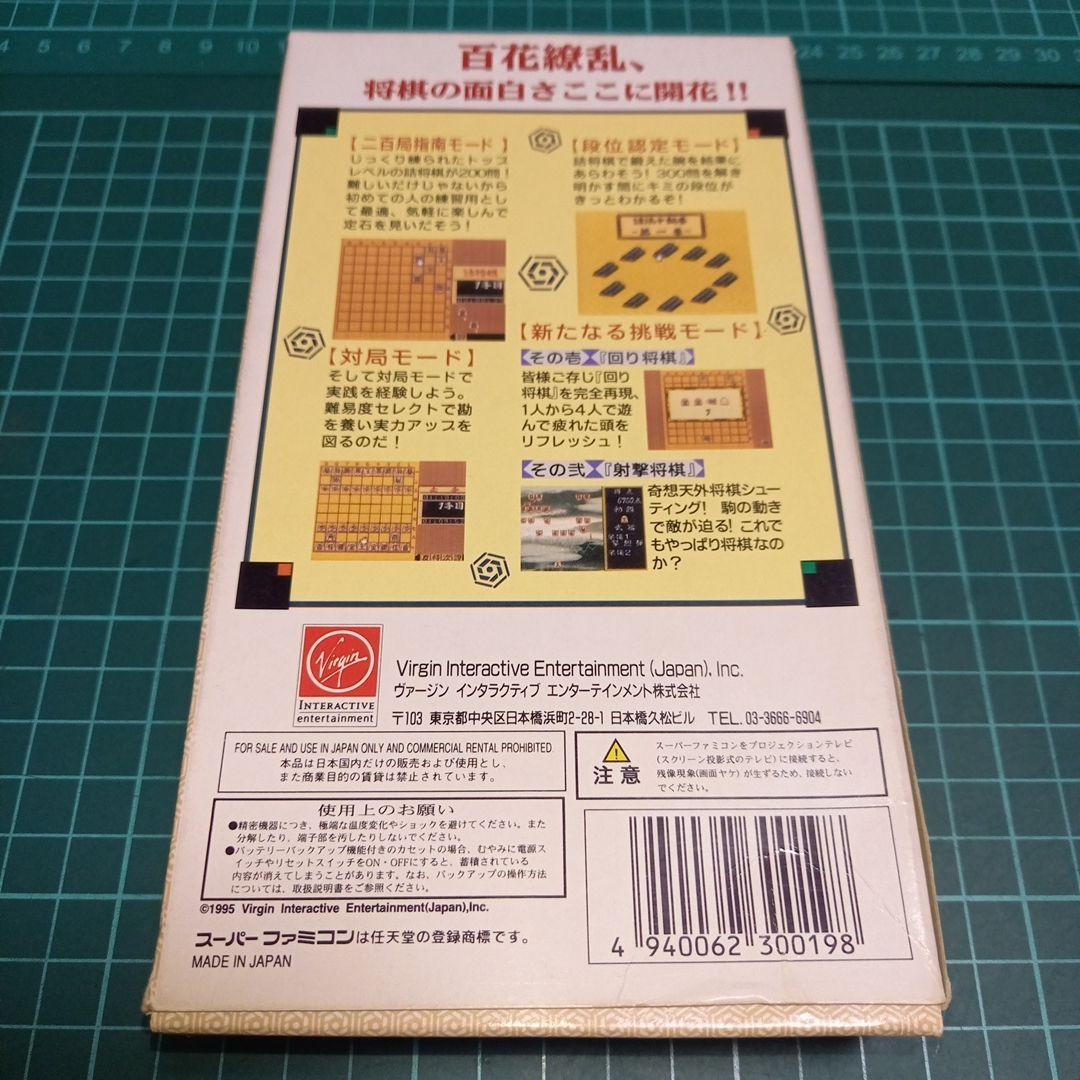 百花繚乱、
将棋の面白さここに開花!!
【二百局指南モード】
じっくり練られたトップ
レベルの詰将棋が200問!
難しいだけじゃないから
初めての人の練習用とし
て最適、気軽に楽しんで
定石を見いだそう!
【段位認定モード】
詰将棋で鍛えた腕を結果に
あらわそう! 300問を解き
明かす間にキミの段位が
きっとわかるぞ!
【対局モード】
そして対局モードで
実践を経験しよう。
難易度セレクトで勘
を養い実力アップを
図るのだ!
【新たなる挑戦モード】
その壱『回り将棋』
皆様ご存じ『回り
将棋』を完全再現、
1人から4人で遊
んで疲れた頭を
リフレッシュ!
その弐『射撃将棋』
奇想天外将棋シュー
ティング! 駒の動き
で敵が迫る! これで
もやっぱり将棋なの
か?
Virgin
INTERACTIVE
entertainment
Virgin Interactive Entertainment (Japan), Inc.
ヴァージン インタラクティブ エンターテインメント株式会社
〒103 東京都中央区日本橋浜町2-28-1 日本橋久松ビル TEL. 03-3666-6904
FOR SALE AND USE IN JAPAN ONLY AND COMMERCIAL RENTAL PROHIBITED.
本品は日本国内だけの販売および使用とし、
また商業目的の賃貸は禁止されています。
注意
スーパーファミコンをプロジェクションテレビ
(スクリーン投影式のテレビ)に接続すると、
残像現象(画面ヤケ)が生ずるため、接続しない
でください。
使用上のお願い
●精密機器につき、極端な温度変化やショックを避けてください。また
分解したり、端子部を汚したりしないでください。
●バッテリーバックアップ機能付きのカセットの場合、むやみに電源ス
イッチやリセットスイッチをON・OFFにすると、蓄積されている
内容が消えてしまうことがあります。なお、バックアップの操作方法
については、取扱説明書をご参照ください。
©1995 Virgin Interactive Entertainment(Japan),Inc.
スーパーファミコンは任天堂の登録商標です。
MADE IN JAPAN
4 940062 300198